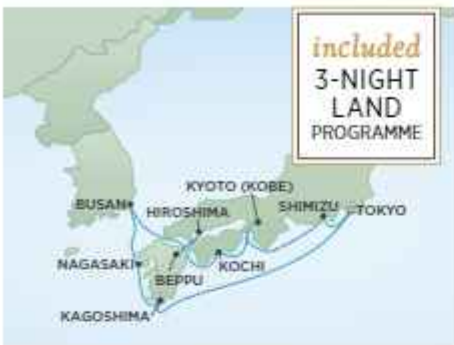 included
3-NIGHT
LAND
PROGRAMME
KYOTO (KOBE)
BUSAN
HIROSHIMA
SHIMIZU
TOKYO
NAGASAKI
BEPPU
KOCHI
KAGOSHIMA